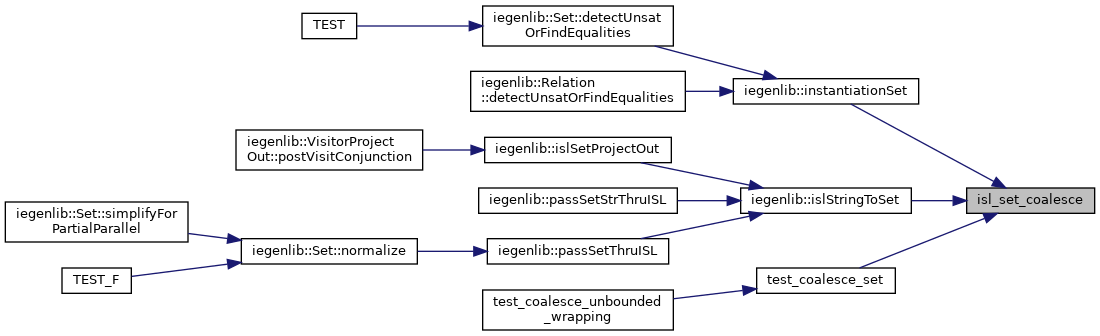 TEST
iegenlib::Set::detectUnsat
OrFindEqualities
iegenlib::Relation
::detectUnsatOrFindEqualities
iegenlib::instantiationSet
iegenlib::VisitorProject
Out::postVisitConjunction
iegenlib::islSetProjectOut
iegenlib::passSetStrThruISL
iegenlib::islStringToSet
isl_set_coalesce
iegenlib::Set::simplifyFor
PartialParallel
iegenlib::Set::normalize
iegenlib::passSetThruISL
TEST_F
test_coalesce_set
test_coalesce_unbounded
_wrapping